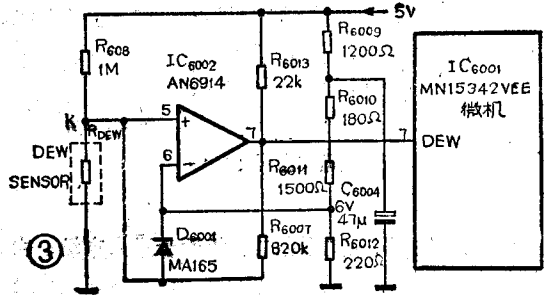 5V
R608
1M
IC6002
AN6914
R6013
22k
R6009
1200Ω
R6010
180Ω
IC6001
MN15342VEE
微机
K
RDEW
DEW
SENSOR
5
+
6
−
7
7
DEW
R6011
1500Ω
C6004
6V
47μ
D6001
MA165
R6007
820k
R6012
220Ω
③